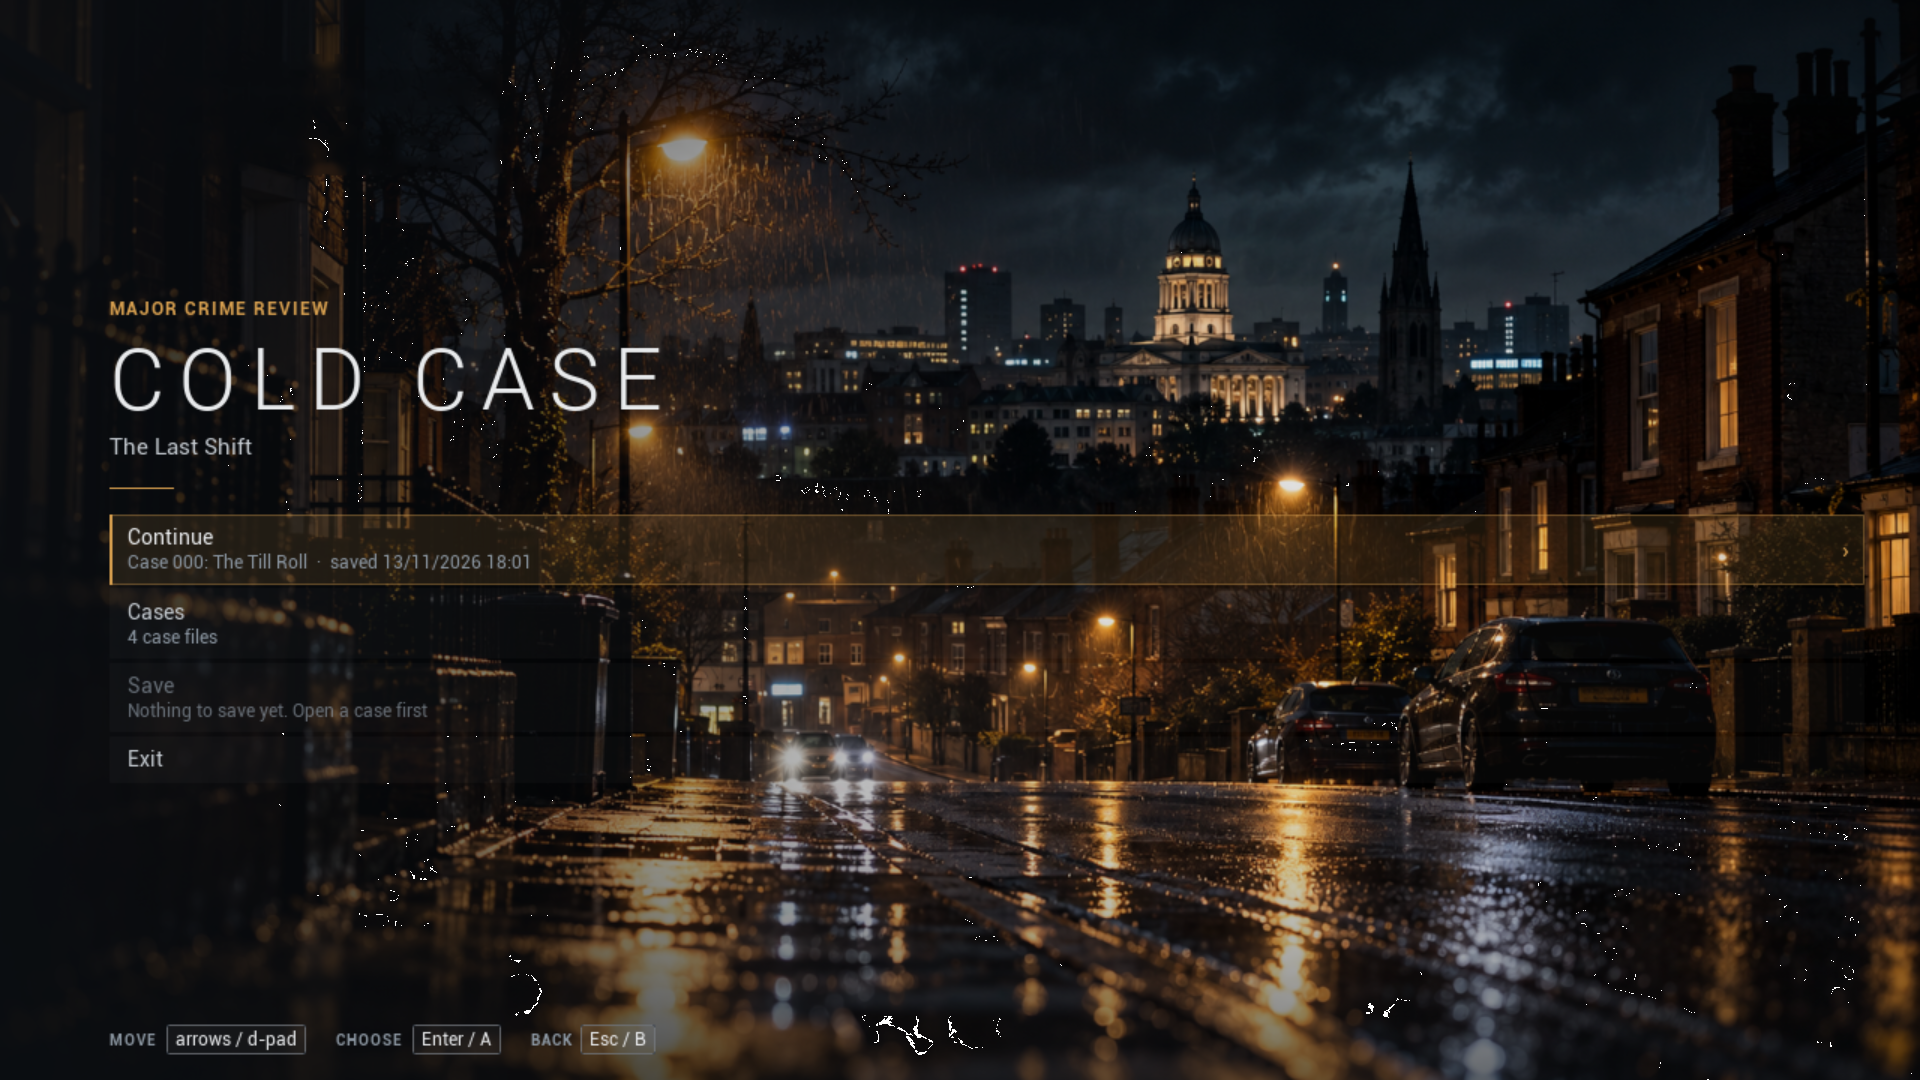 MAJOR CRIME REVIEW
COLD CASE
The Last Shift
Continue
Case 000: The Till Roll · saved 13/11/2026 18:01
›
Cases
4 case files
Save
Nothing to save yet. Open a case first
Exit
MOVE arrows / d-pad CHOOSE Enter / A BACK Esc / B